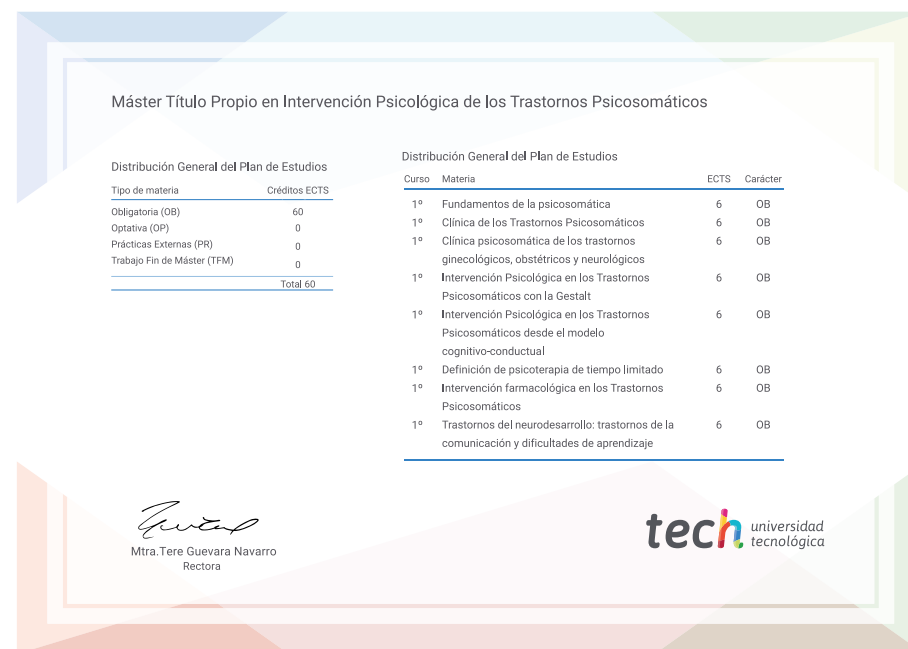 Máster Título Propio en Intervención Psicológica de los Trastornos Psicosomáticos
Distribución General del Plan de Estudios
Tipo de materia Créditos ECTS
Obligatoria (OB) 60
Optativa (OP) 0
Prácticas Externas (PR) 0
Trabajo Fin de Máster (TFM) 0
Total 60
Distribución General del Plan de Estudios
Curso Materia ECTS Carácter
1º Fundamentos de la psicosomática 6 OB
1º Clínica de los Trastornos Psicosomáticos 6 OB
1º Clínica psicosomática de los trastornos 6 OB
ginecológicos, obstétricos y neurológicos
1º Intervención Psicológica en los Trastornos 6 OB
Psicosomáticos con la Gestalt
1º Intervención Psicológica en los Trastornos 6 OB
Psicosomáticos desde el modelo
cognitivo-conductual
1º Definición de psicoterapia de tiempo limitado 6 OB
1º Intervención farmacológica en los Trastornos 6 OB
Psicosomáticos
1º Trastornos del neurodesarrollo: trastornos de la 6 OB
comunicación y dificultades de aprendizaje
Mtra.Tere Guevara Navarro
Rectora
tech universidad
tecnológica